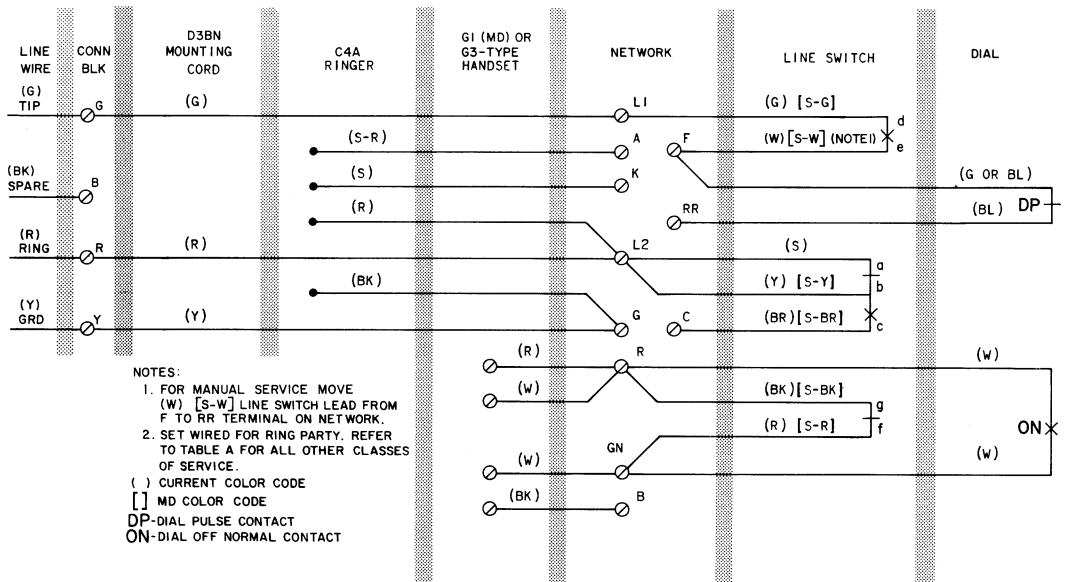 LINE WIRE
CONN BLK
D3BN MOUNTING CORD
C4A RINGER
G1 (MD) OR G3-TYPE HANDSET
NETWORK
LINE SWITCH
DIAL
(G) TIP
G
(G)
L1
(G) [S-G]
d
(S-R)
A
F
(W) [S-W] (NOTE 1)
e
(BK) SPARE
B
(S)
K
(G OR BL)
(R)
RR
(BL)
DP
(R) RING
R
(R)
L2
(S)
a
(Y) [S-Y]
b
(BK)
(Y) GRD
Y
(Y)
G
C
(BR) [S-BR]
c
(R)
R
(W)
(W)
(BK) [S-BK]
g
(R) [S-R]
f
ON
GN
(W)
(W)
(BK)
B
NOTES:
1. FOR MANUAL SERVICE MOVE
(W) [S-W] LINE SWITCH LEAD FROM
F TO RR TERMINAL ON NETWORK.
2. SET WIRED FOR RING PARTY. REFER
TO TABLE A FOR ALL OTHER CLASSES
OF SERVICE.
( ) CURRENT COLOR CODE
[ ] MD COLOR CODE
DP-DIAL PULSE CONTACT
ON-DIAL OFF NORMAL CONTACT